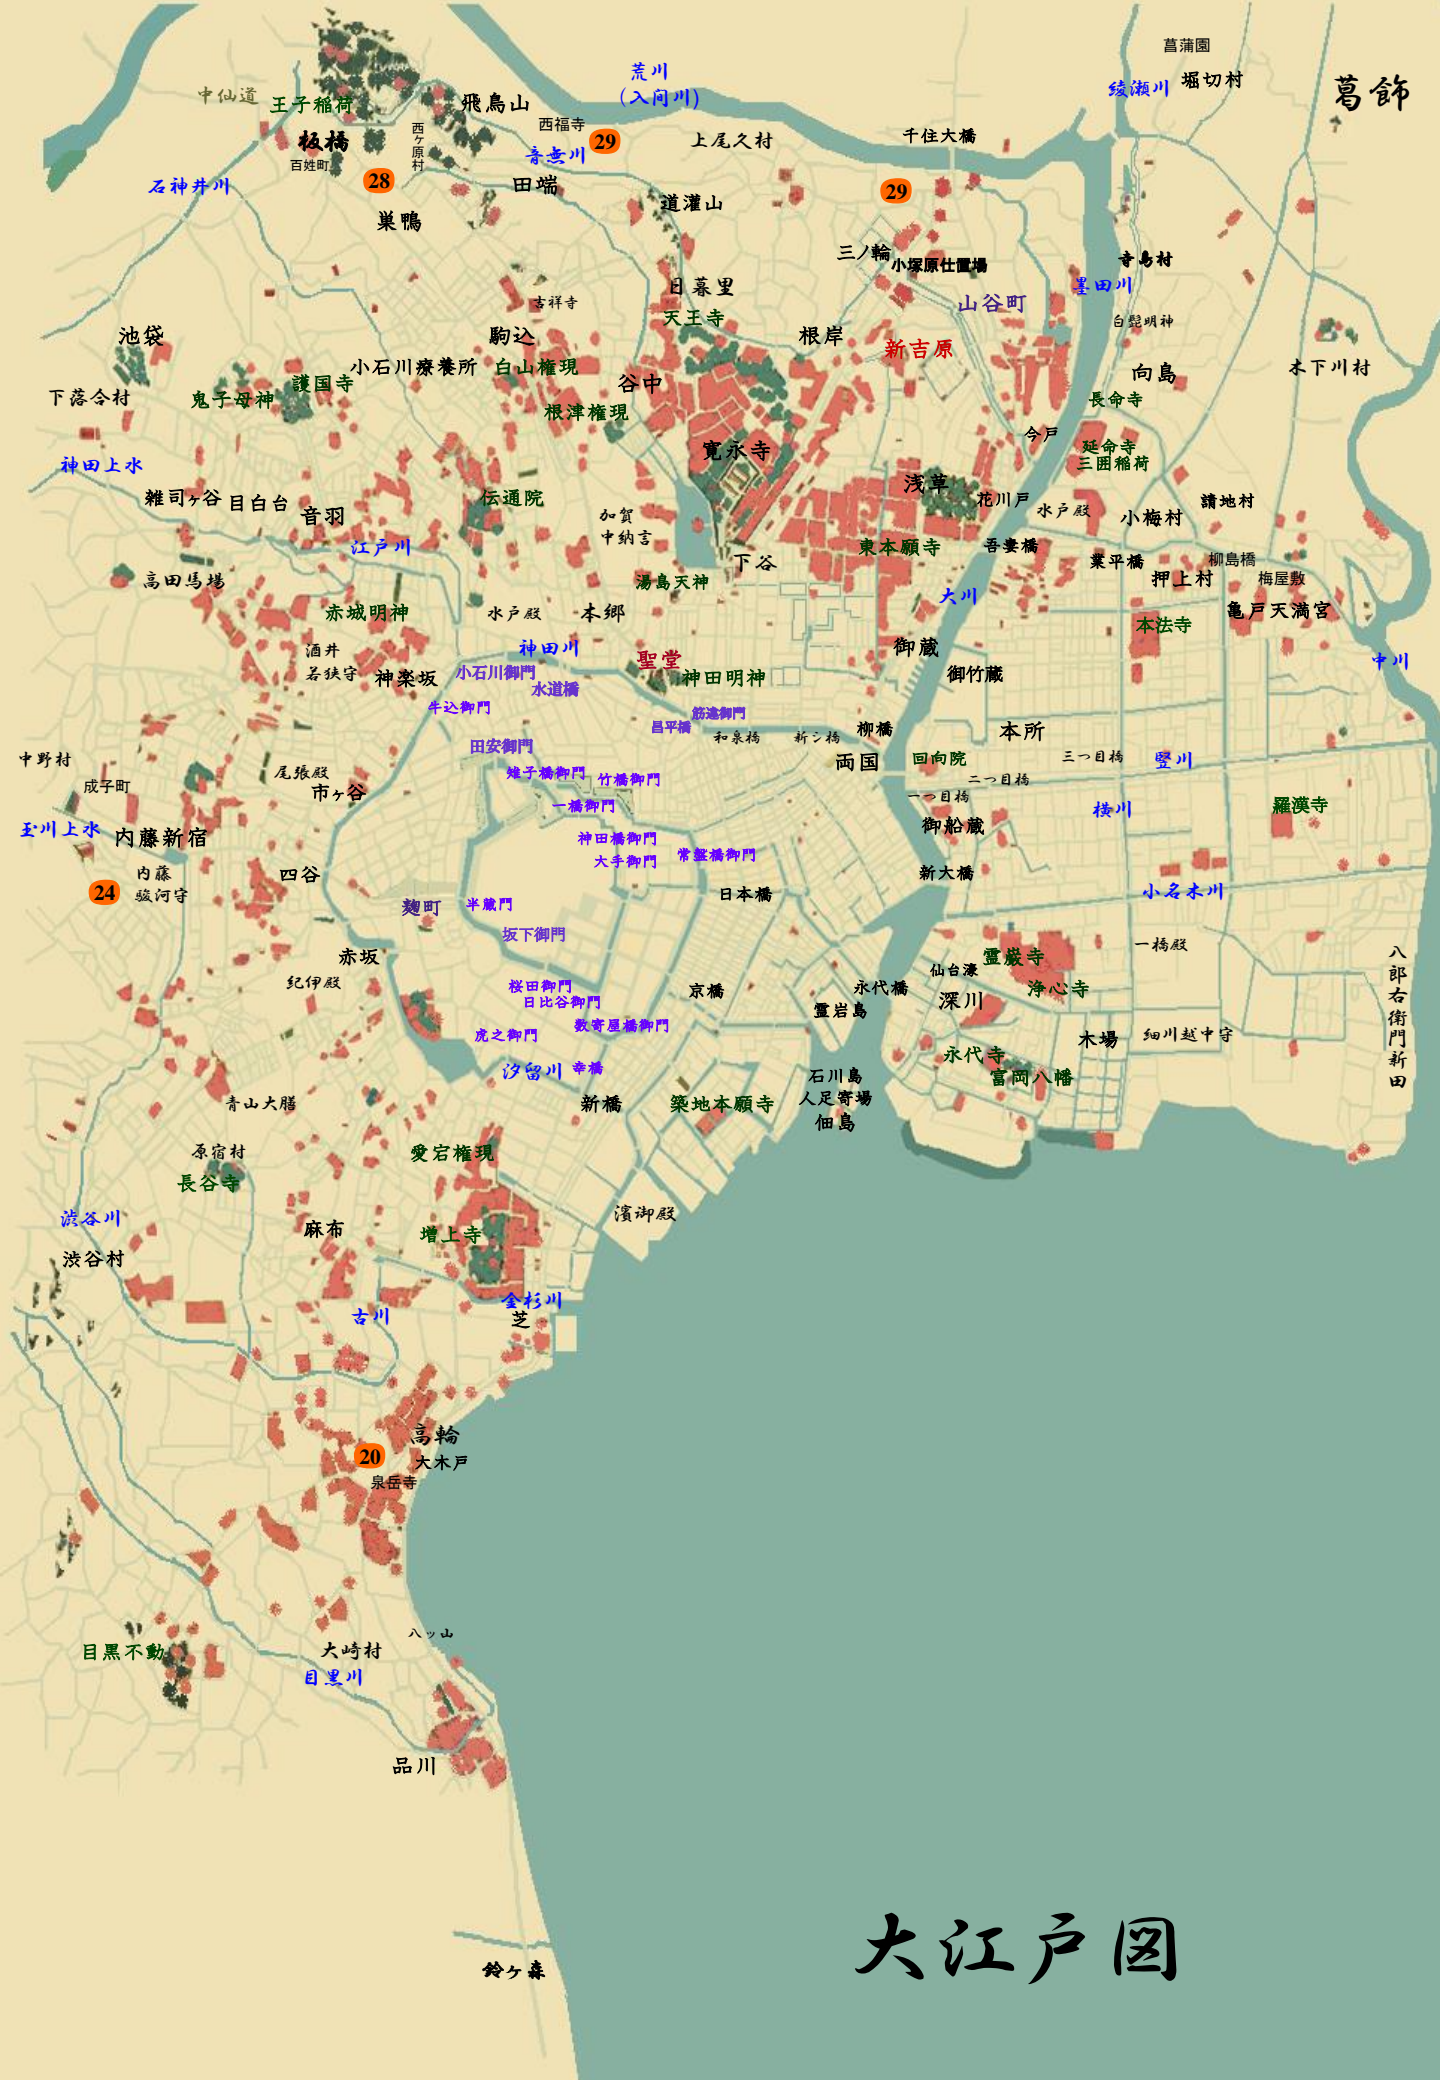 菖蒲園
荒川
(入间川)
綾瀬川
堀切村
葛飾
中仙道
王子稲荷
飛鳥山
西福寺
29
板橋
西ヶ原村
音無川
上尾久村
千住大橋
百姓町
28
石神井川
田端
29
道灌山
巣鴨
三ノ輪
小塚原仕置場
寺島村
日暮里
墨田川
吉祥寺
山谷町
天王寺
白髭明神
池袋
駒込
根岸
新吉原
小石川療養所
白山権現
向島
木下川村
護国寺
谷中
下落合村
鬼子母神
長命寺
根津権現
今戸
延命寺
寛永寺
三囲稲荷
神田上水
浅草
雑司ヶ谷
目白台
伝通院
花川戸
請地村
音羽
加賀
中納言
水戸殿
小梅村
江戸川
東本願寺
吾妻橋
下谷
業平橋
柳島橋
高田馬場
湯島天神
押上村
梅屋敷
大川
赤城明神
水戸殿
本郷
亀戸天満宮
本法寺
酒井
若狭守
神田川
聖堂
御蔵
中川
神楽坂
小石川御門
神田明神
御竹蔵
水道橋
牛込御門
筋違御門
昌平橋
和泉橋
新シ橋
柳橋
本所
田安御門
中野村
両国
回向院
三つ目橋
竪川
尾張殿
雉子橋御門
竹橋御門
二つ目橋
成子町
市ヶ谷
一橋御門
一つ目橋
横川
羅漢寺
玉川上水
内藤新宿
神田橋御門
御船蔵
大手御門
常盤橋御門
内藤
駿河守
四谷
新大橋
24
日本橋
小名木川
麹町
半蔵門
坂下御門
一橋殿
赤坂
霊巌寺
仙台濠
紀伊殿
桜田御門
京橋
永代橋
浄心寺
八郎右衛門新田
日比谷御門
霊岩島
深川
虎之御門
数寄屋橋御門
木場
細川越中守
永代寺
汐留川
幸橋
石川島
富岡八幡
青山大膳
新橋
築地本願寺
人足寄場
佃島
原宿村
愛宕権現
長谷寺
渋谷川
麻布
増上寺
濱御殿
渋谷村
金杉川
古川
芝
高輪
20
大木戸
泉岳寺
八ッ山
目黒不動
大崎村
目黒川
品川
大江戸図
鈴ヶ森